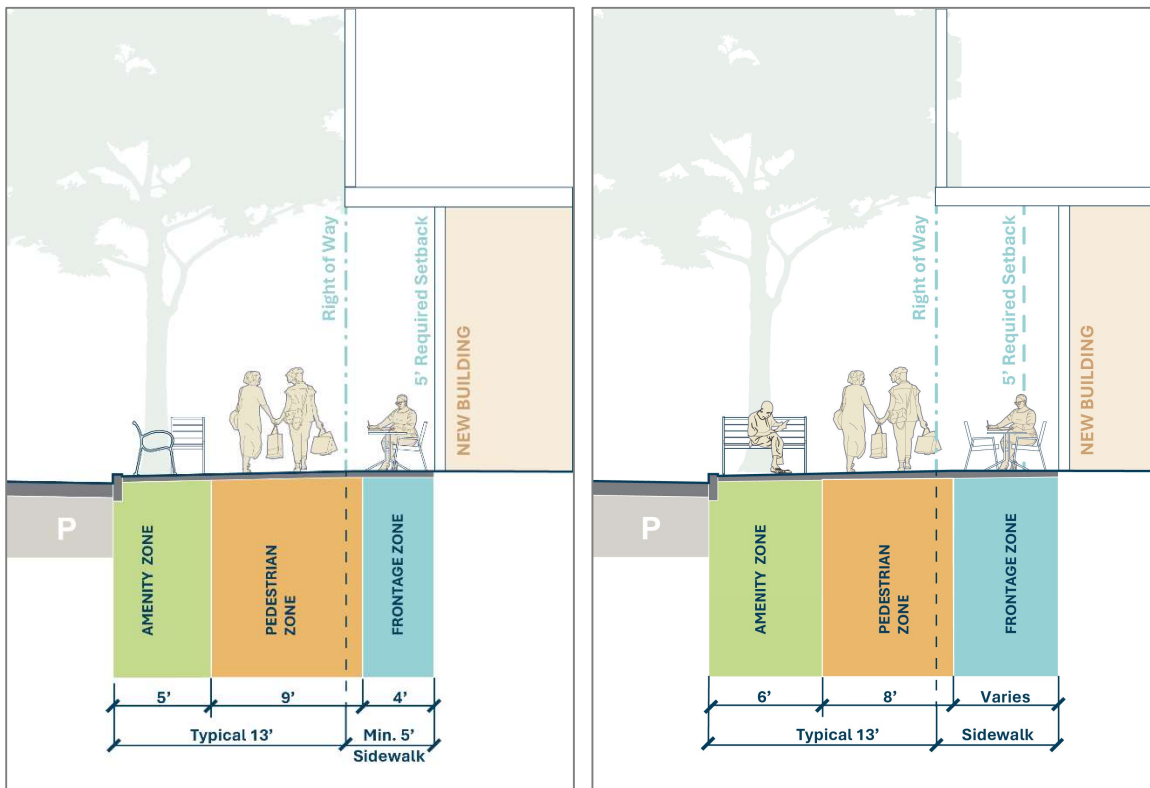 Right of Way
5’ Required Setback
NEW BUILDING
P
AMENITY ZONE
PEDESTRIAN
ZONE
FRONTAGE ZONE
5’
9’
4’
Typical 13’
Min. 5’
Sidewalk
Right of Way
5’ Required Setback
NEW BUILDING
P
AMENITY ZONE
PEDESTRIAN
ZONE
FRONTAGE ZONE
6’
8’
Varies
Typical 13’
Sidewalk